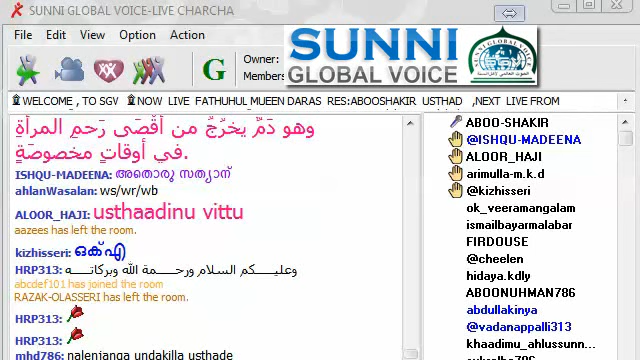 SUNNI GLOBAL VOICE-LIVE CHARCHA
File Edit View Option Action
G
Owner:
Members
SUNNI
GLOBAL VOICE
WELCOME , TO SGV NOW LIVE FATHUHUL MUEEN DARAS RES:ABOOSHAKIR USTHAD ,NEXT LIVE FROM
وهو دَمٌ يخرُجُ من أقْصَى رَحمِ المرأةِ
في أوقاتٍ مخصوصَةٍ.
ISHQU-MADEENA: അതൊരു സത്യാന്
ahlanWasalan: ws/wr/wb
ALOOR_HAJI: usthaadinu vittu
aazees has left the room.
kizhisseri: ഒക്എ
HRP313: وعليـــكم السلام ورحـــمة الله وبركاتـــه
abcdef101 has joined the room
RAZAK-OLASSERI has left the room.
HRP313:
HRP313:
mhd786: nalenjanga undakilla usthade
ABOO-SHAKIR
@ISHQU-MADEENA
ALOOR_HAJI
arimulla-m.k.d
@kizhisseri
ok_veeramangalam
ismailbayarmalabar
FIRDOUSE
@cheelen
hidaya.kdly
ABOONUHMAN786
abdullakinya
@vadanappalli313
khaadimu_ahlussunn...